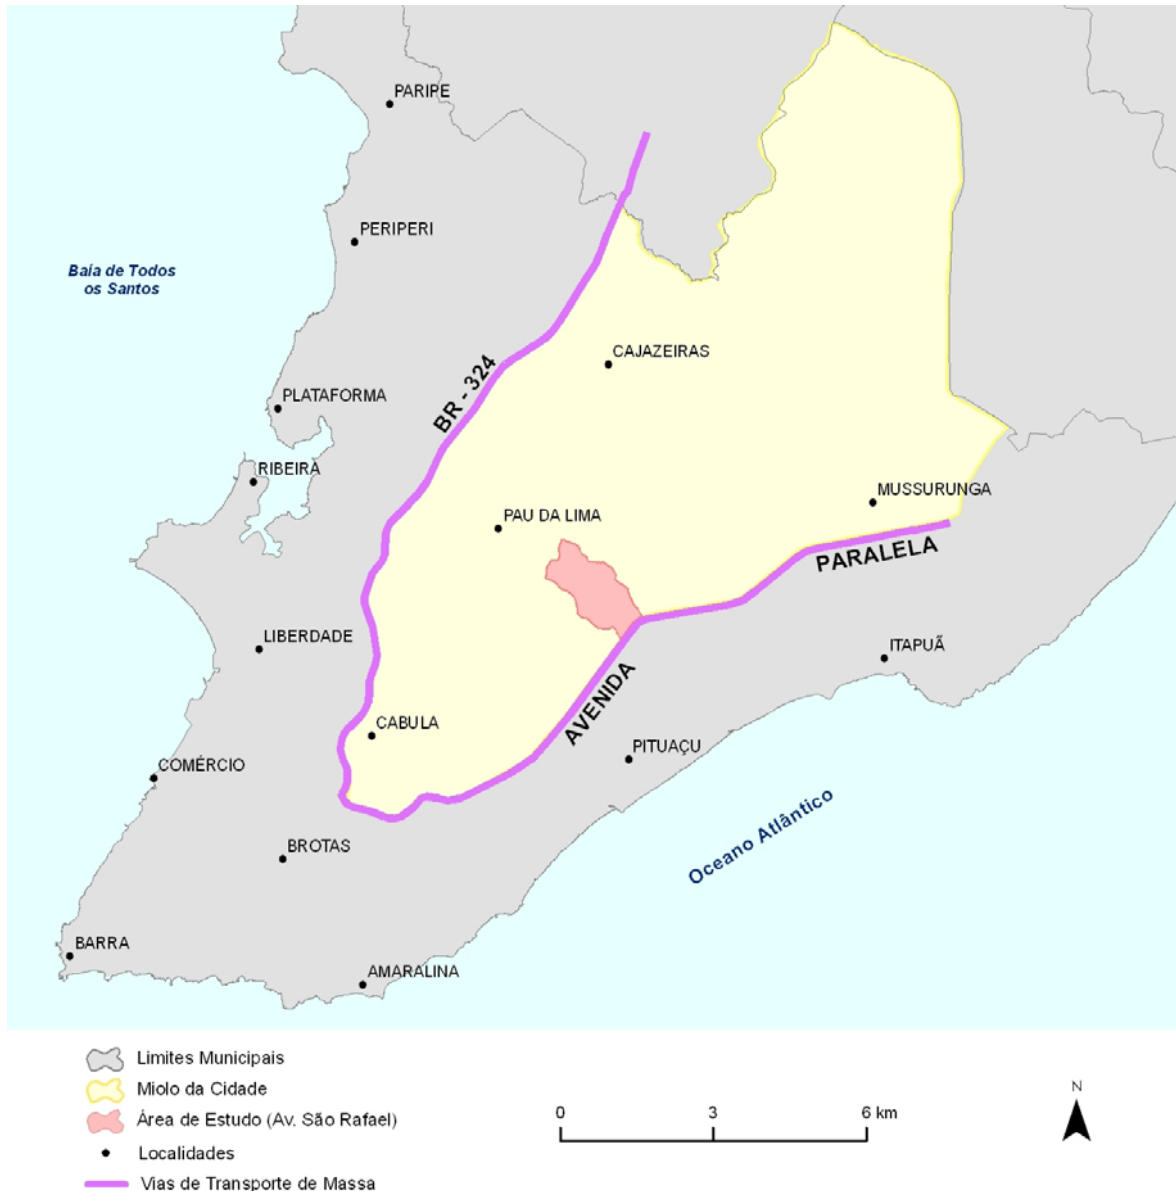 PARIPE
PERIPERI
Baía de Todos
os Santos
CAJAZEIRAS
BR - 324
PLATAFORMA
RIBEIRA
MUSSURUNGA
PAU DA LIMA
PARALELA
LIBERDADE
ITAPUÃ
AVENIDA
CABULA
PITUAÇU
COMÉRCIO
Oceano Atlântico
BROTAS
BARRA
AMARALINA
Limites Municipais
Miolo da Cidade
Área de Estudo (Av. São Rafael)
Localidades
Vias de Transporte de Massa
0 3 6 km
N